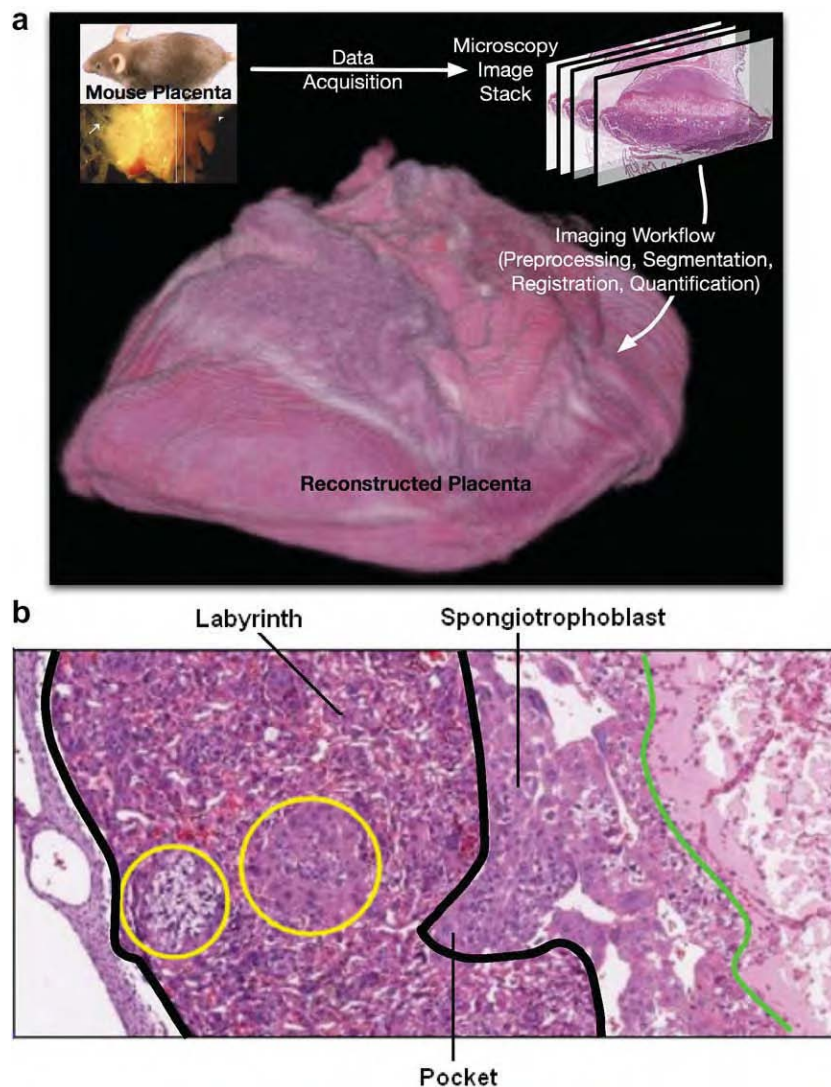 a
Mouse Placenta
Data
Acquisition
Microscopy
Image
Stack
Imaging Workflow
(Preprocessing, Segmentation,
Registration, Quantification)
Reconstructed Placenta
b
Labyrinth
Spongiotrophoblast
Pocket